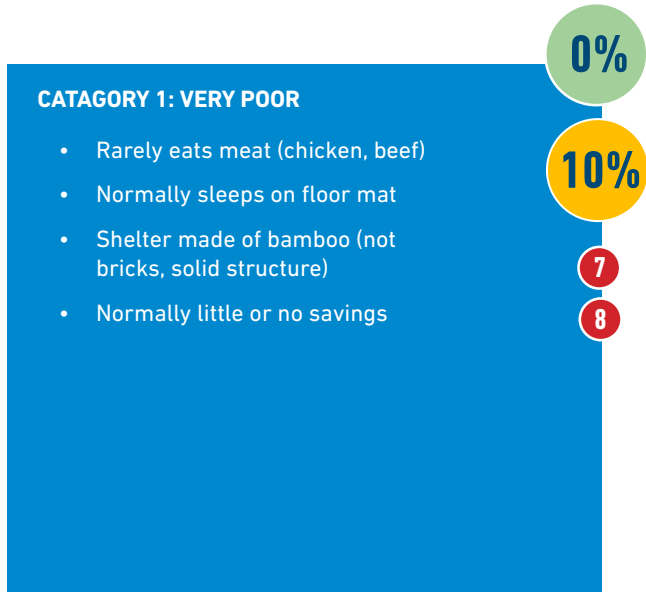 0%
CATAGORY 1: VERY POOR
• Rarely eats meat (chicken, beef)
10%
• Normally sleeps on floor mat
• Shelter made of bamboo (not
bricks, solid structure)
7
• Normally little or no savings
8